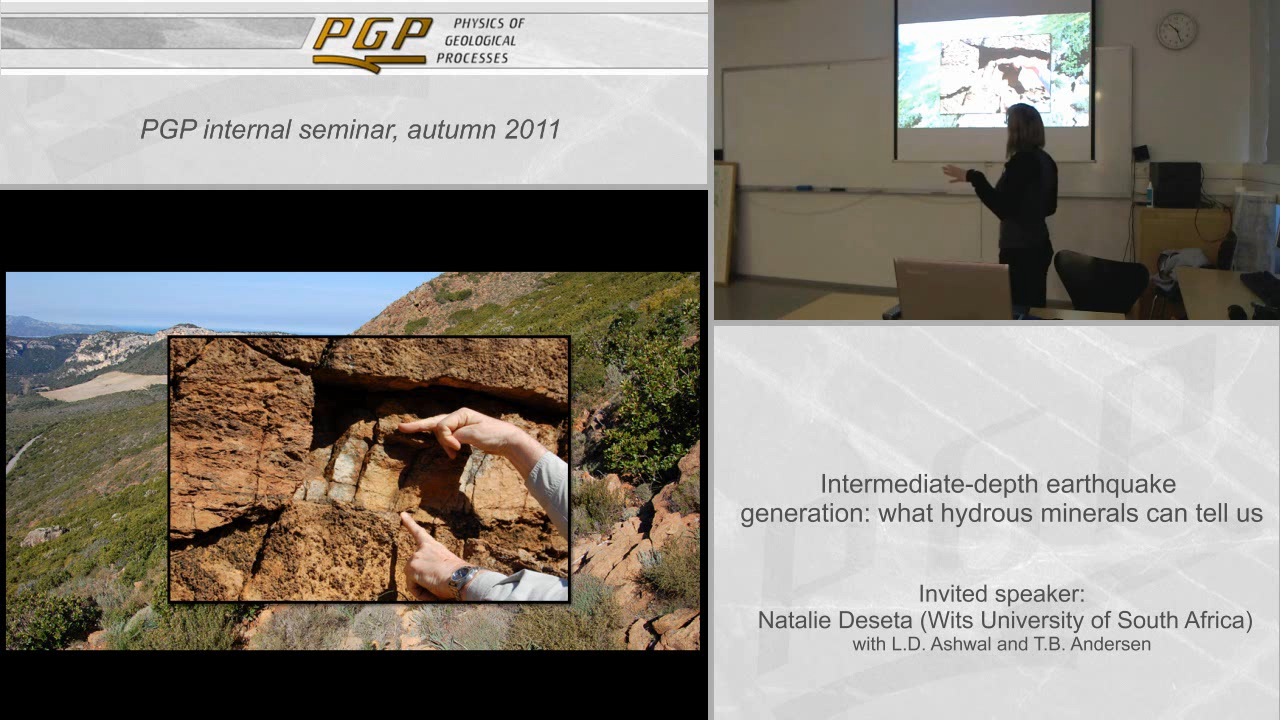 PGP
PHYSICS OF
GEOLOGICAL
PROCESSES
PGP internal seminar, autumn 2011
Intermediate-depth earthquake
generation: what hydrous minerals can tell us
Invited speaker:
Natalie Deseta (Wits University of South Africa)
with L.D. Ashwal and T.B. Andersen